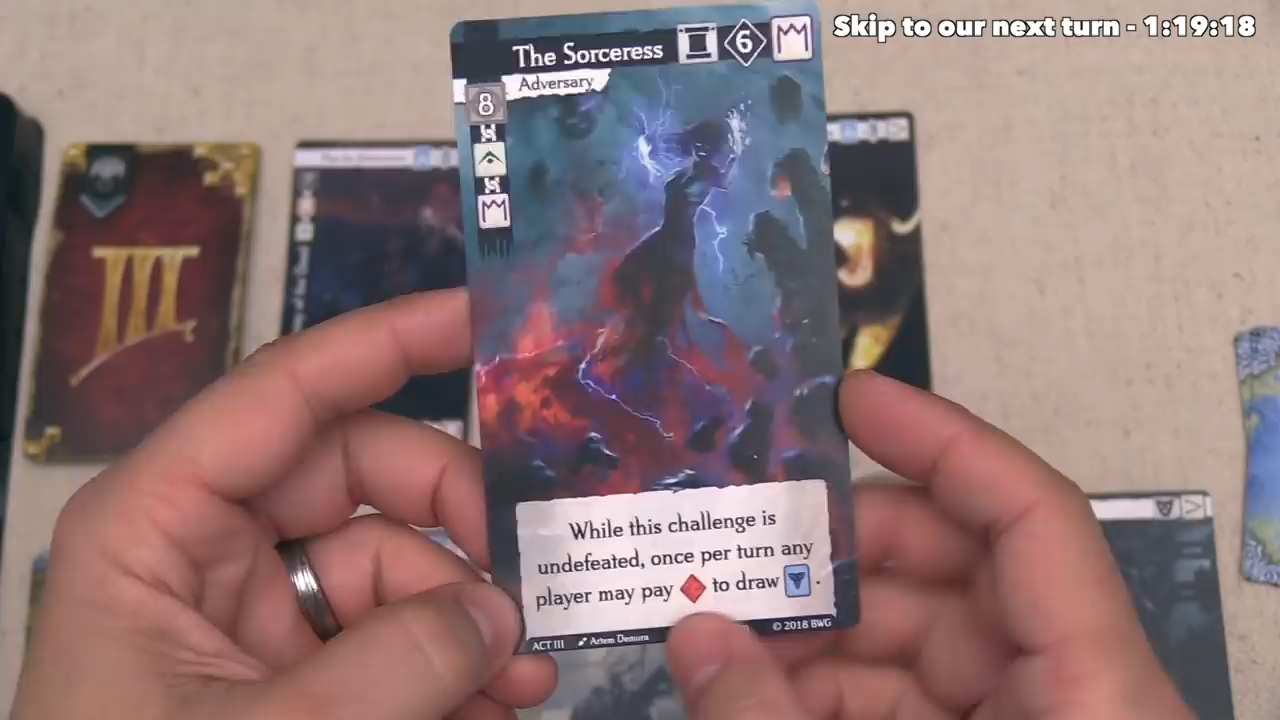 Skip to our next turn - 1:19:18
The Sorceress
6
Adversary
8
III
While this challenge is
undefeated, once per turn any
player may pay to draw .
ACT III Artem Demura © 2018 BWG